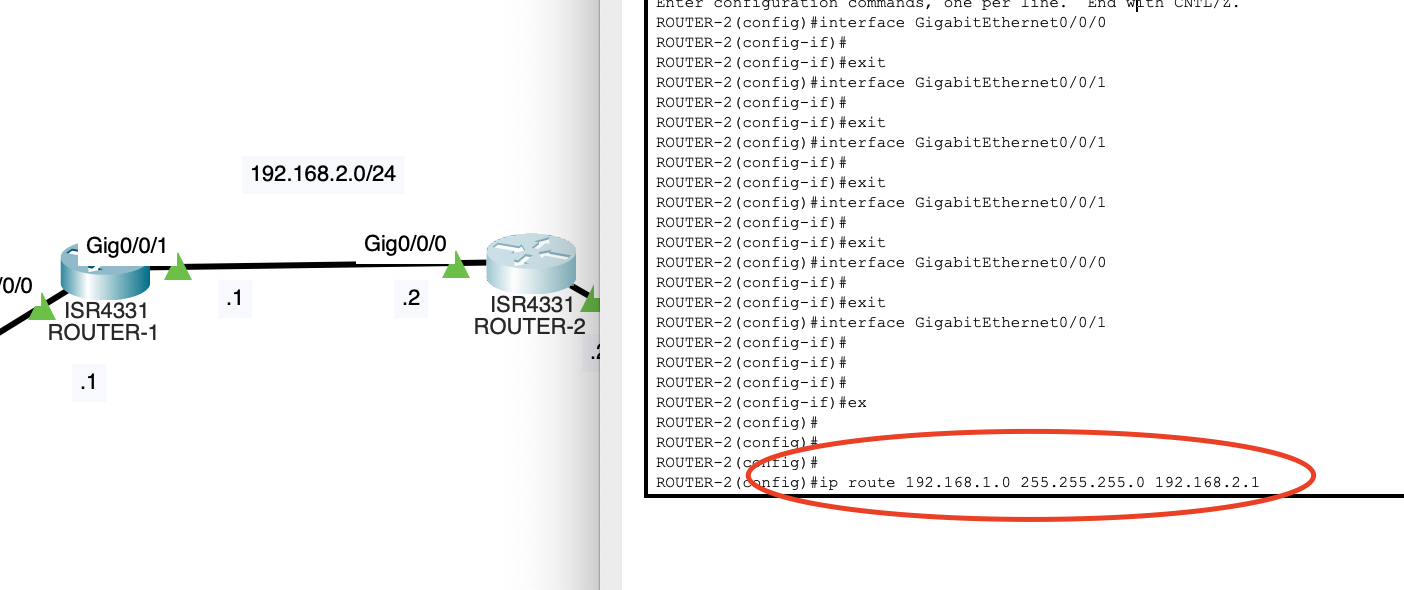 192.168.2.0/24
Gig0/0/1
Gig0/0/0
/0/0
.1
.2
ISR4331
ROUTER-1
ISR4331
ROUTER-2
.1
Enter configuration commands, one per line. End with CNTL/Z.
ROUTER-2(config)#interface GigabitEthernet0/0/0
ROUTER-2(config-if)#
ROUTER-2(config-if)#exit
ROUTER-2(config)#interface GigabitEthernet0/0/1
ROUTER-2(config-if)#
ROUTER-2(config-if)#exit
ROUTER-2(config)#interface GigabitEthernet0/0/1
ROUTER-2(config-if)#
ROUTER-2(config-if)#exit
ROUTER-2(config)#interface GigabitEthernet0/0/1
ROUTER-2(config-if)#
ROUTER-2(config-if)#exit
ROUTER-2(config)#interface GigabitEthernet0/0/0
ROUTER-2(config-if)#
ROUTER-2(config-if)#exit
ROUTER-2(config)#interface GigabitEthernet0/0/1
ROUTER-2(config-if)#
ROUTER-2(config-if)#
ROUTER-2(config-if)#
ROUTER-2(config-if)#ex
ROUTER-2(config)#
ROUTER-2(config)#
ROUTER-2(config)#
ROUTER-2(config)#ip route 192.168.1.0 255.255.255.0 192.168.2.1